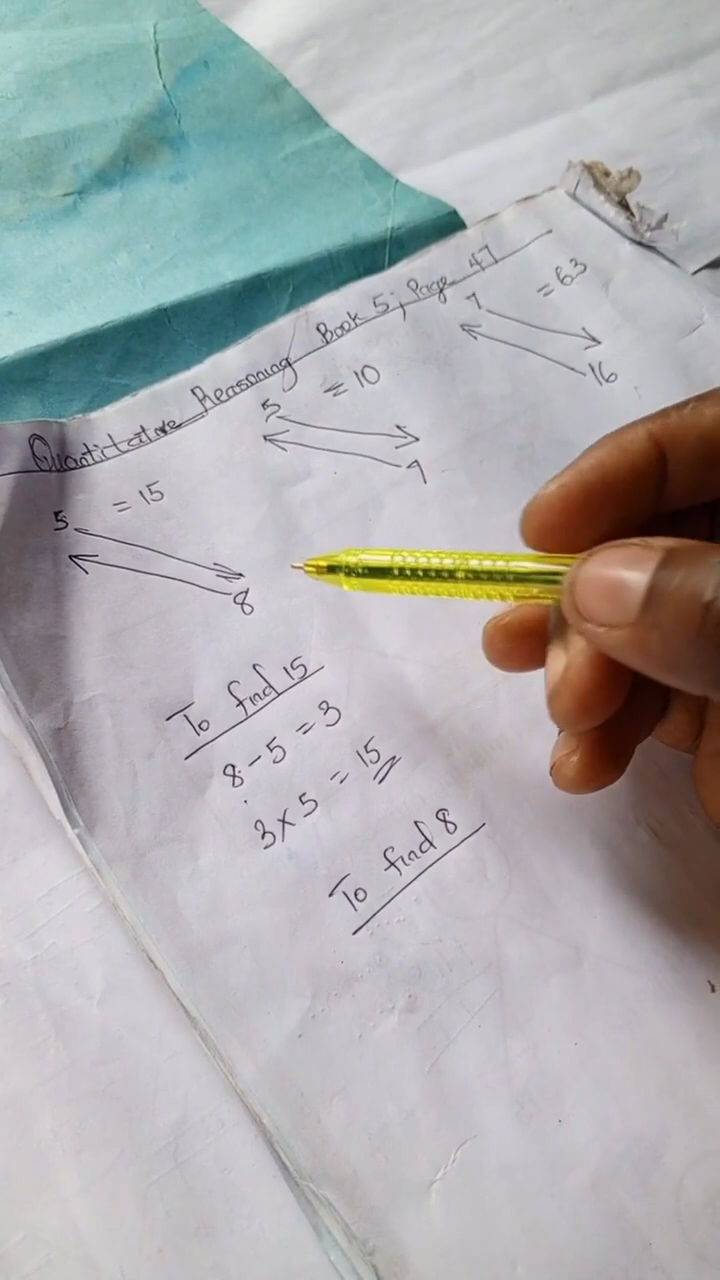 Quantitative Reasoning Book 5; Page 47
5 = 15
8
5 = 10
7
7 = 63
16
To find 15
8 - 5 = 3
3 x 5 = 15
To find 8